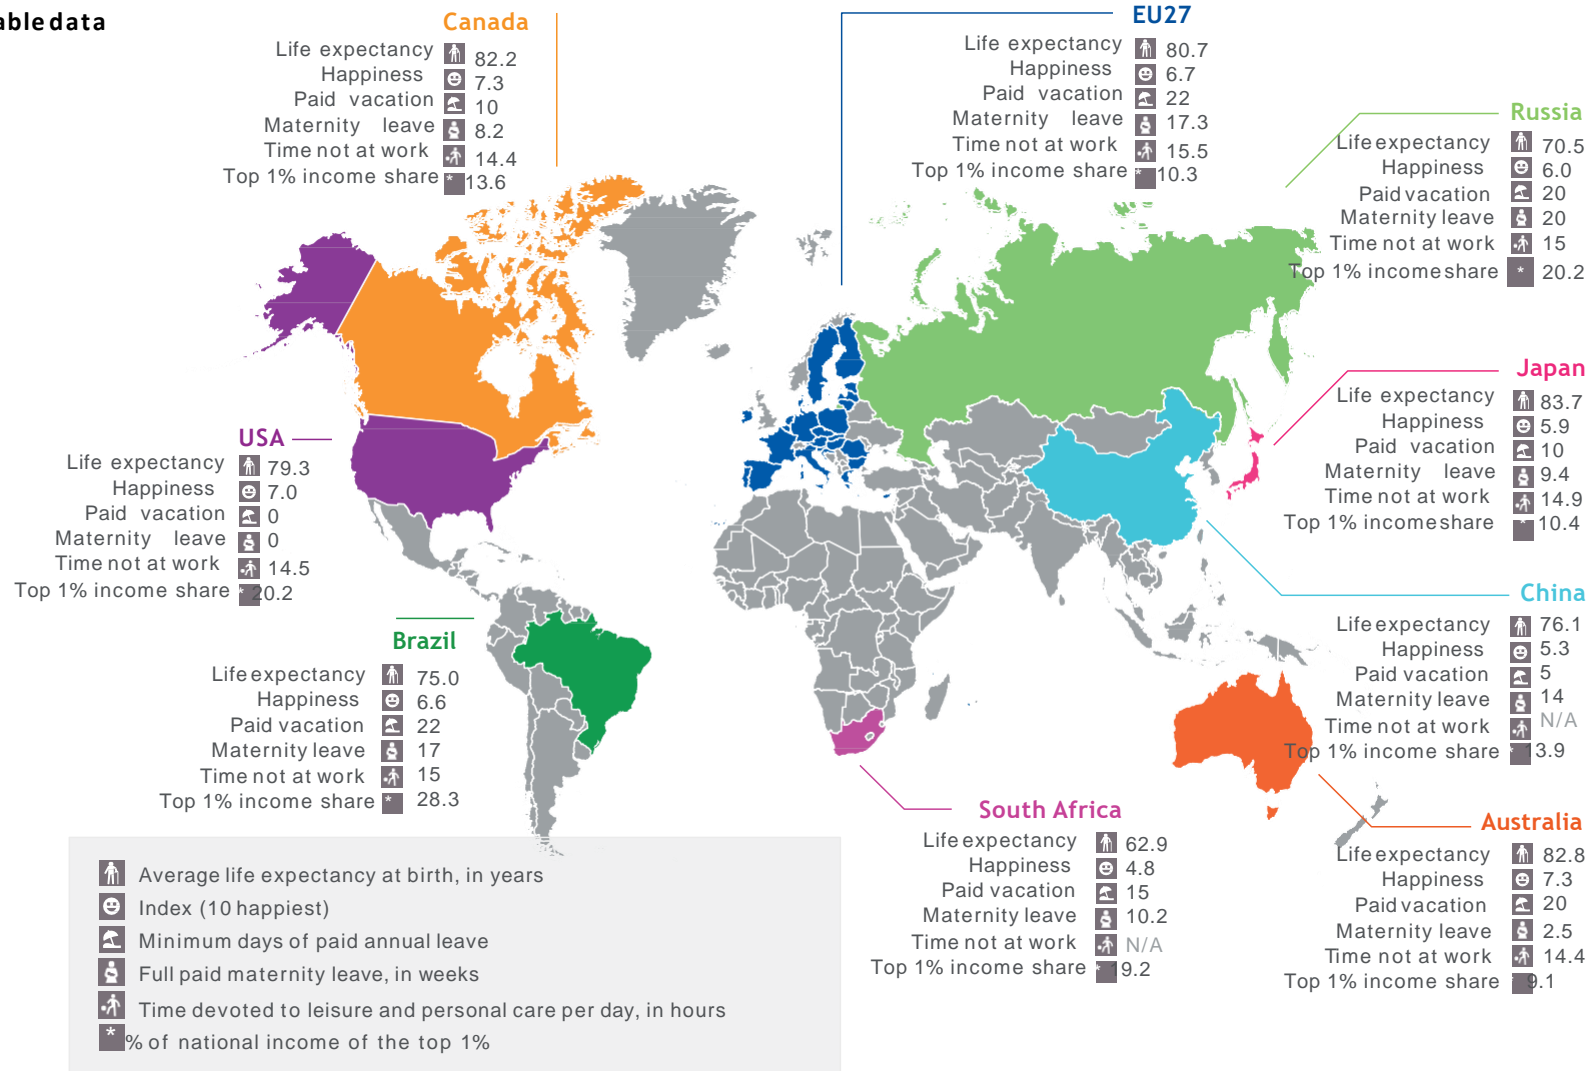 able data
Canada
Life expectancy 82.2
Happiness 7.3
Paid vacation 10
Maternity leave 8.2
Time not at work 14.4
Top 1% income share * 13.6
EU27
Life expectancy 80.7
Happiness 6.7
Paid vacation 22
Maternity leave 17.3
Time not at work 15.5
Top 1% income share * 10.3
Russia
Life expectancy 70.5
Happiness 6.0
Paid vacation 20
Maternity leave 20
Time not at work 15
Top 1% income share * 20.2
Japan
Life expectancy 83.7
Happiness 5.9
Paid vacation 10
Maternity leave 9.4
Time not at work 14.9
Top 1% income share * 10.4
USA
Life expectancy 79.3
Happiness 7.0
Paid vacation 0
Maternity leave 0
Time not at work 14.5
Top 1% income share * 20.2
China
Life expectancy 76.1
Happiness 5.3
Paid vacation 5
Maternity leave 14
Time not at work N/A
Top 1% income share * 13.9
Brazil
Life expectancy 75.0
Happiness 6.6
Paid vacation 22
Maternity leave 17
Time not at work 15
Top 1% income share * 28.3
South Africa
Life expectancy 62.9
Happiness 4.8
Paid vacation 15
Maternity leave 10.2
Time not at work N/A
Top 1% income share * 19.2
Australia
Life expectancy 82.8
Happiness 7.3
Paid vacation 20
Maternity leave 2.5
Time not at work 14.4
Top 1% income share 9.1
Average life expectancy at birth, in years
Index (10 happiest)
Minimum days of paid annual leave
Full paid maternity leave, in weeks
Time devoted to leisure and personal care per day, in hours
* % of national income of the top 1%